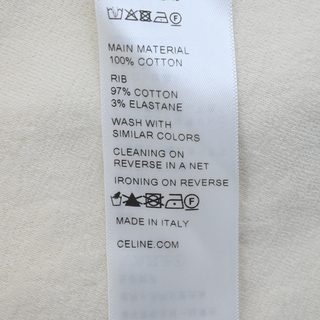 MAIN MATERIAL
100% COTTON
RIB
97% COTTON
3% ELASTANE
WASH WITH
SIMILAR COLORS
CLEANING ON
REVERSE IN A NET
IRONING ON REVERSE
MADE IN ITALY
CELINE.COM